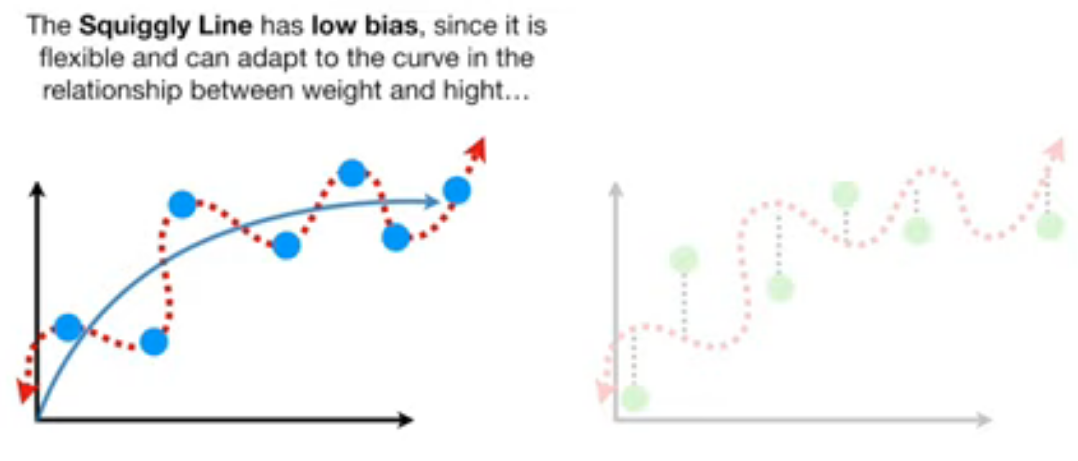 The Squiggly Line has low bias, since it is
flexible and can adapt to the curve in the
relationship between weight and hight...